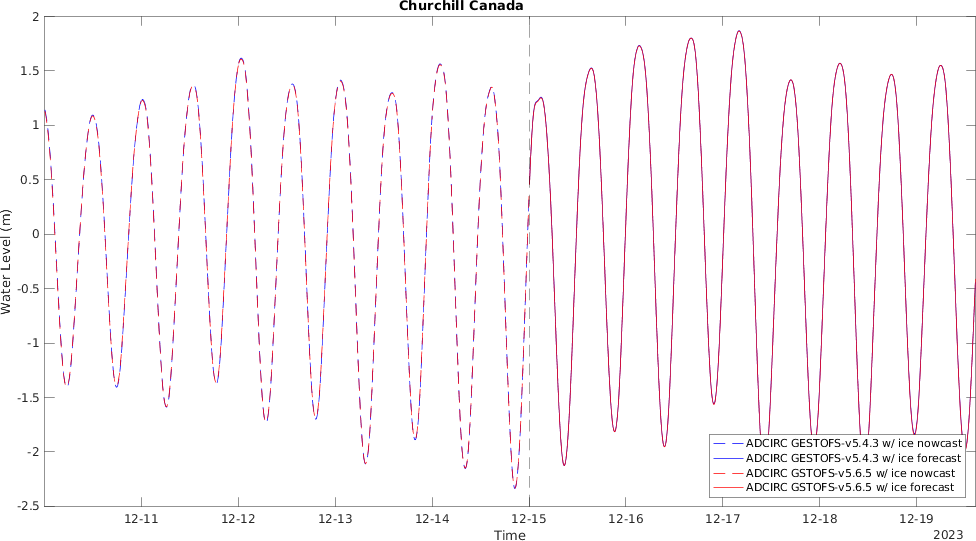 Churchill Canada
2
1.5
1
0.5
0
-0.5
-1
-1.5
-2
-2.5
Water Level (m)
ADCIRC GESTOFS-v5.4.3 w/ ice nowcast
ADCIRC GESTOFS-v5.4.3 w/ ice forecast
ADCIRC GSTOFS-v5.6.5 w/ ice nowcast
ADCIRC GSTOFS-v5.6.5 w/ ice forecast
12-11 12-12 12-13 12-14 12-15 12-16 12-17 12-18 12-19
Time
2023